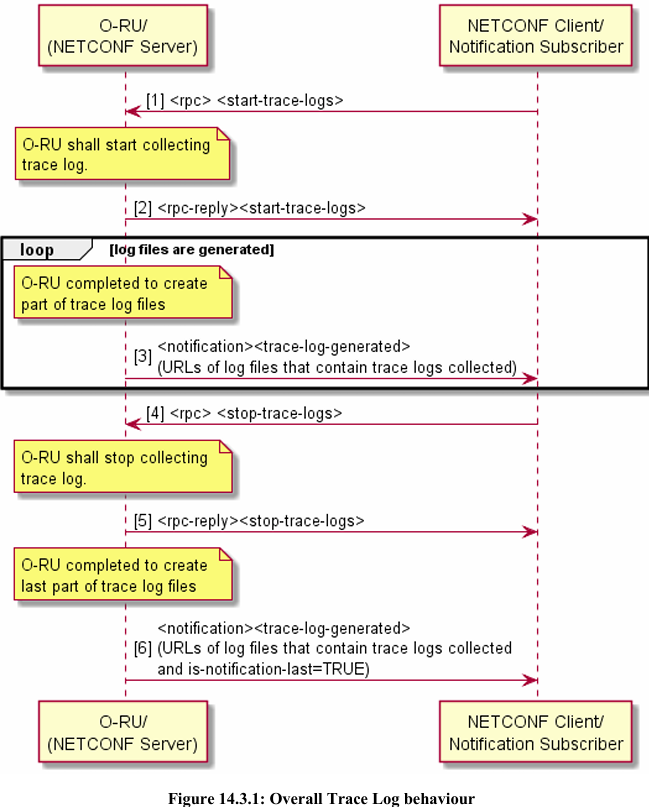 O-RU/
(NETCONF Server)
NETCONF Client/
Notification Subscriber
[1] <rpc> <start-trace-logs>
O-RU shall start collecting
trace log.
[2] <rpc-reply><start-trace-logs>
loop [log files are generated]
O-RU completed to create
part of trace log files
<notification><trace-log-generated>
[3]
(URLs of log files that contain trace logs collected)
[4] <rpc> <stop-trace-logs>
O-RU shall stop collecting
trace log.
[5] <rpc-reply><stop-trace-logs>
O-RU completed to create
last part of trace log files
<notification><trace-log-generated>
[6] (URLs of log files that contain trace logs collected
and is-notification-last=TRUE)
O-RU/
(NETCONF Server)
NETCONF Client/
Notification Subscriber
Figure 14.3.1: Overall Trace Log behaviour